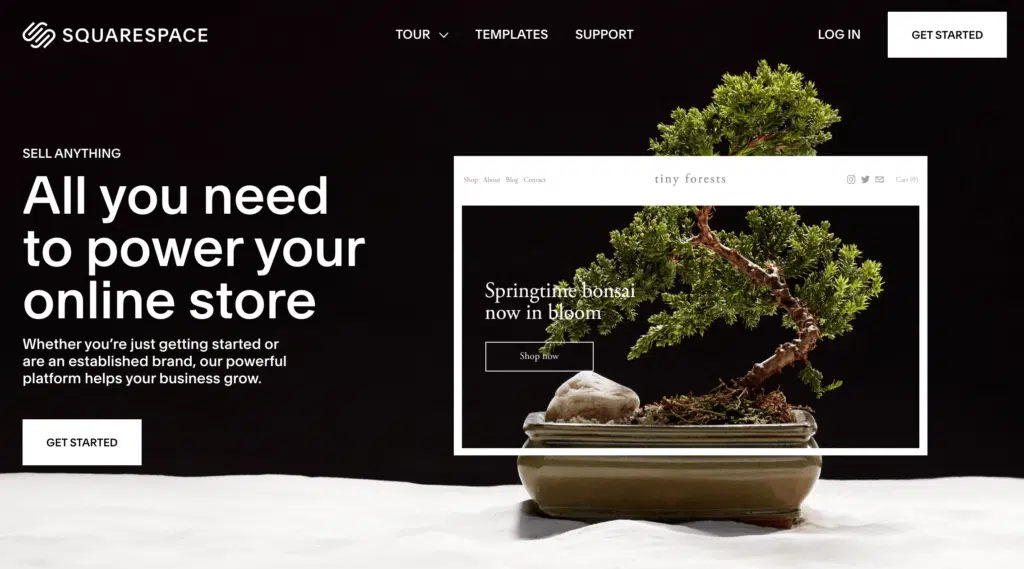 SQUARESPACE
TOUR
TEMPLATES
SUPPORT
LOG IN
GET STARTED
SELL ANYTHING
All you need
to power your
online store
Whether you’re just getting started or
are an established brand, our powerful
platform helps your business grow.
GET STARTED
Shop About Blog Contact
tiny forests
Cart (0)
Springtime bonsai
now in bloom
Shop now